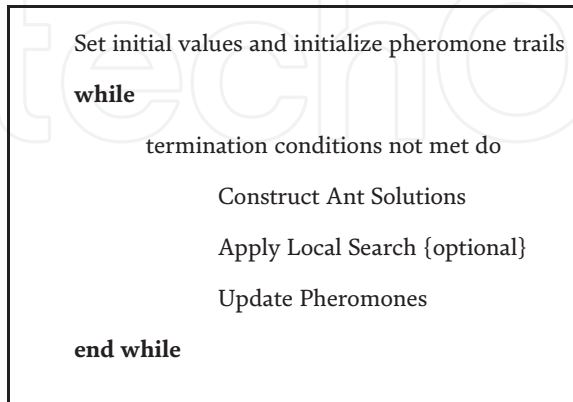 Set initial values and initialize pheromone trails
while
termination conditions not met do
Construct Ant Solutions
Apply Local Search {optional}
Update Pheromones
end while